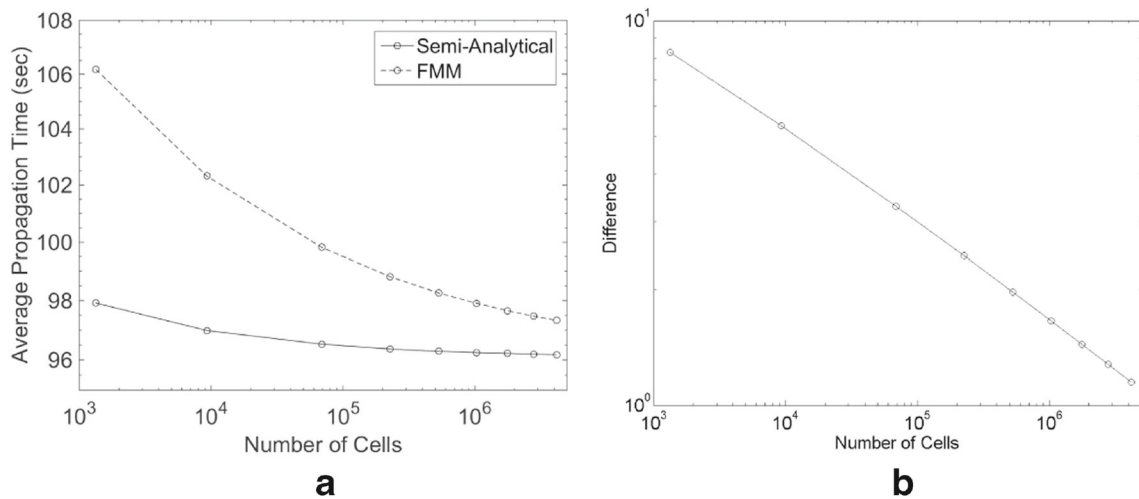 108
106
104
102
100
98
96
10^3
10^4
10^5
10^6
Average Propagation Time (sec)
Number of Cells
Semi-Analytical
FMM
a
10^1
10^0
10^3
10^4
10^5
10^6
Difference
Number of Cells
b